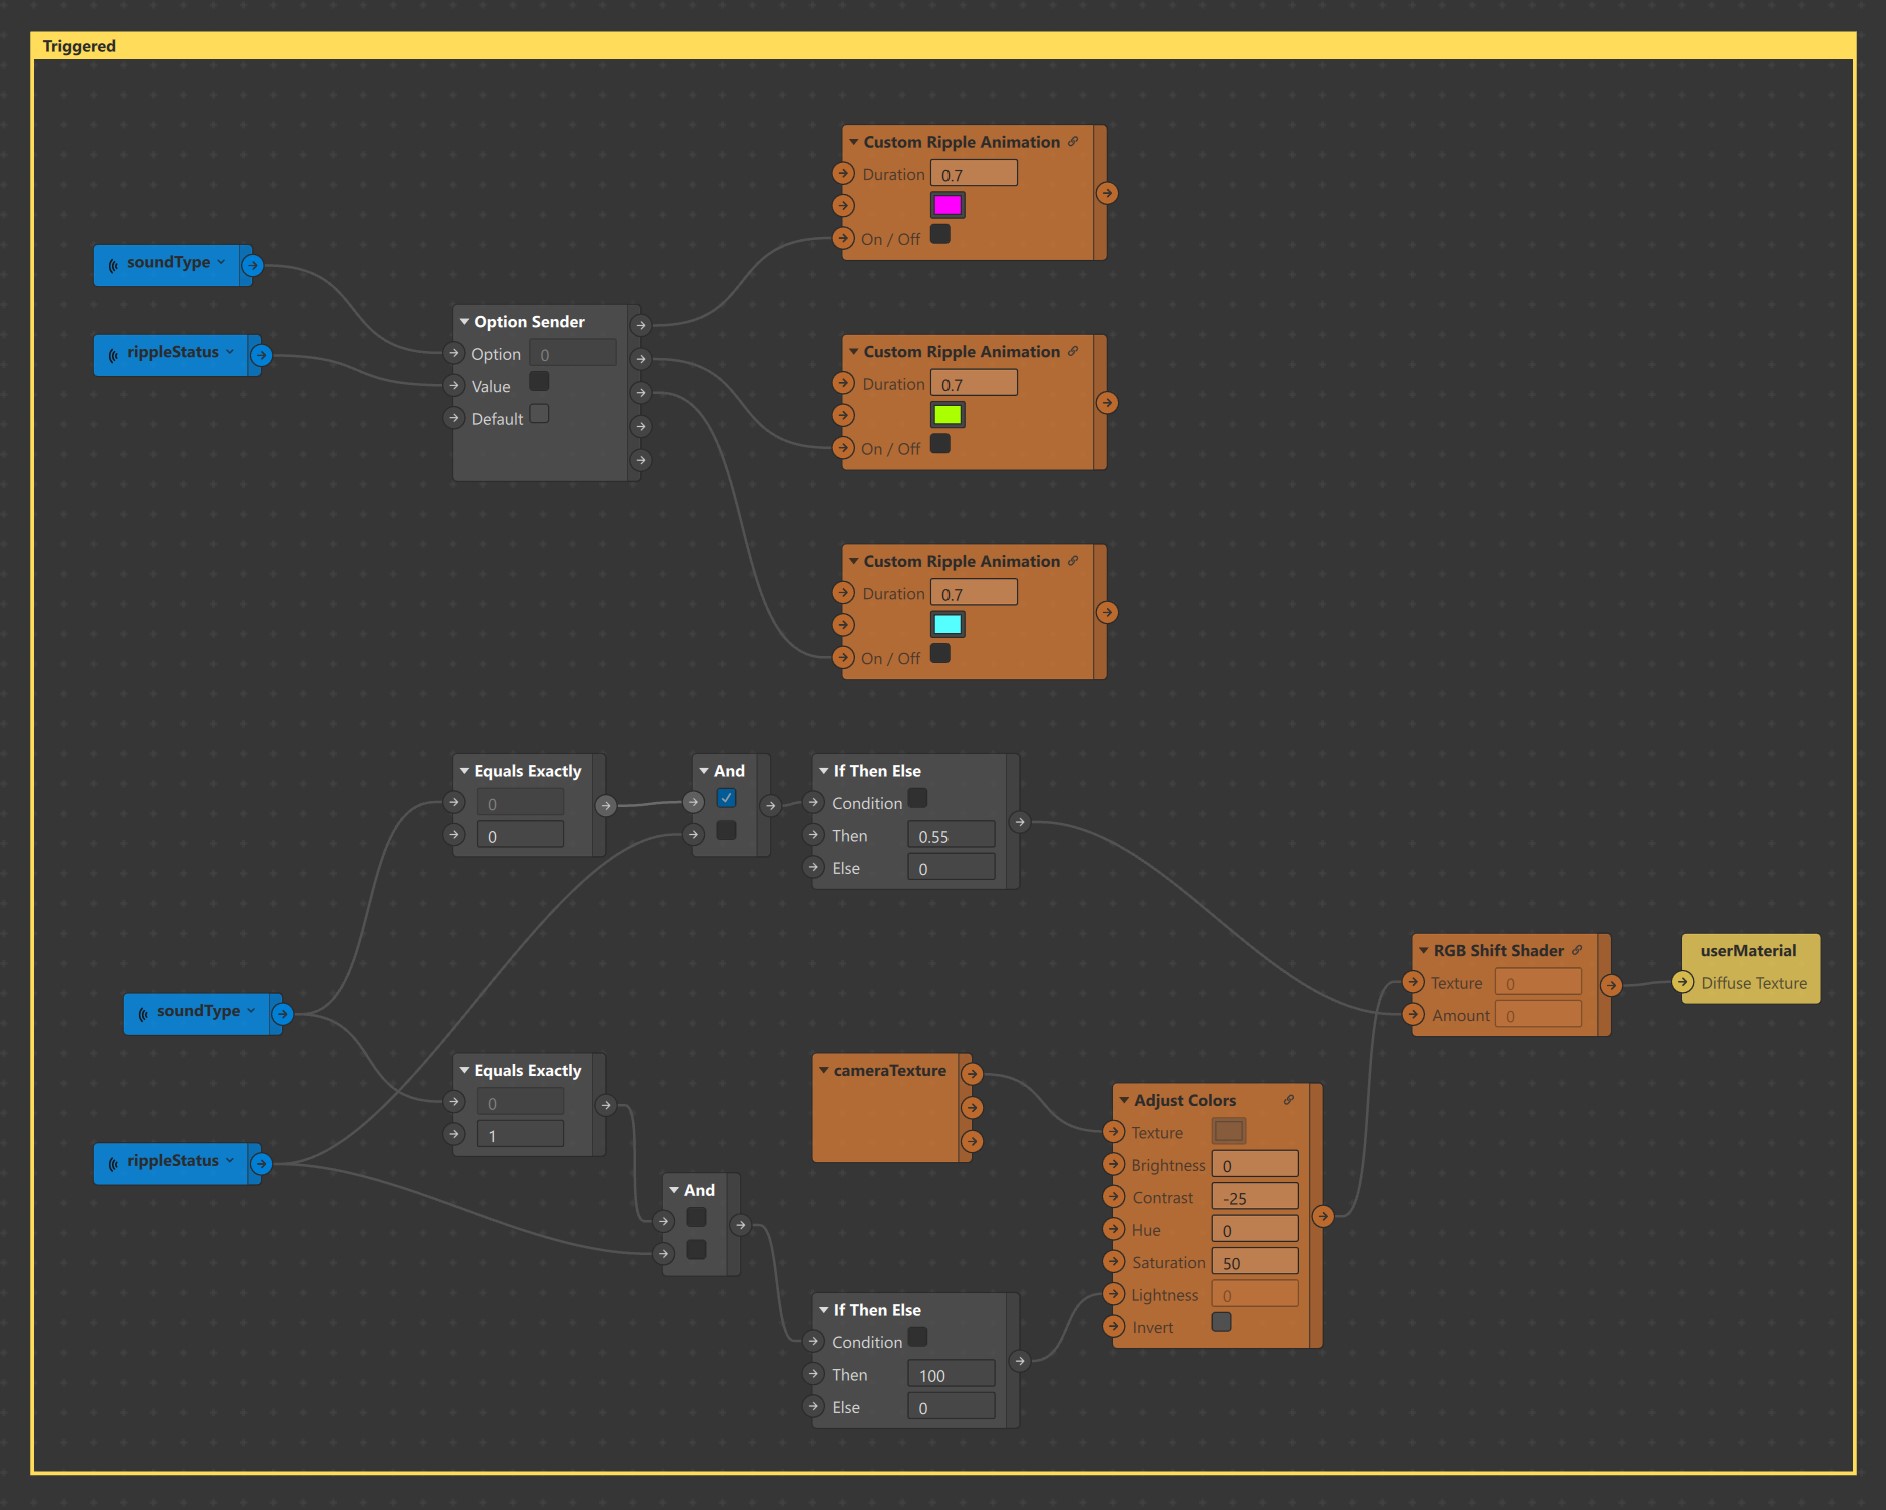 Triggered
Custom Ripple Animation
Duration 0.7
On / Off
soundType
rippleStatus
Option Sender
Option 0
Value
Default
Custom Ripple Animation
Duration 0.7
On / Off
Custom Ripple Animation
Duration 0.7
On / Off
Equals Exactly
0
0
And
If Then Else
Condition
Then 0.55
Else 0
RGB Shift Shader
Texture 0
Amount 0
userMaterial
Diffuse Texture
soundType
rippleStatus
Equals Exactly
0
1
And
cameraTexture
Adjust Colors
Texture
Brightness 0
Contrast -25
Hue 0
Saturation 50
Lightness 0
Invert
If Then Else
Condition
Then 100
Else 0